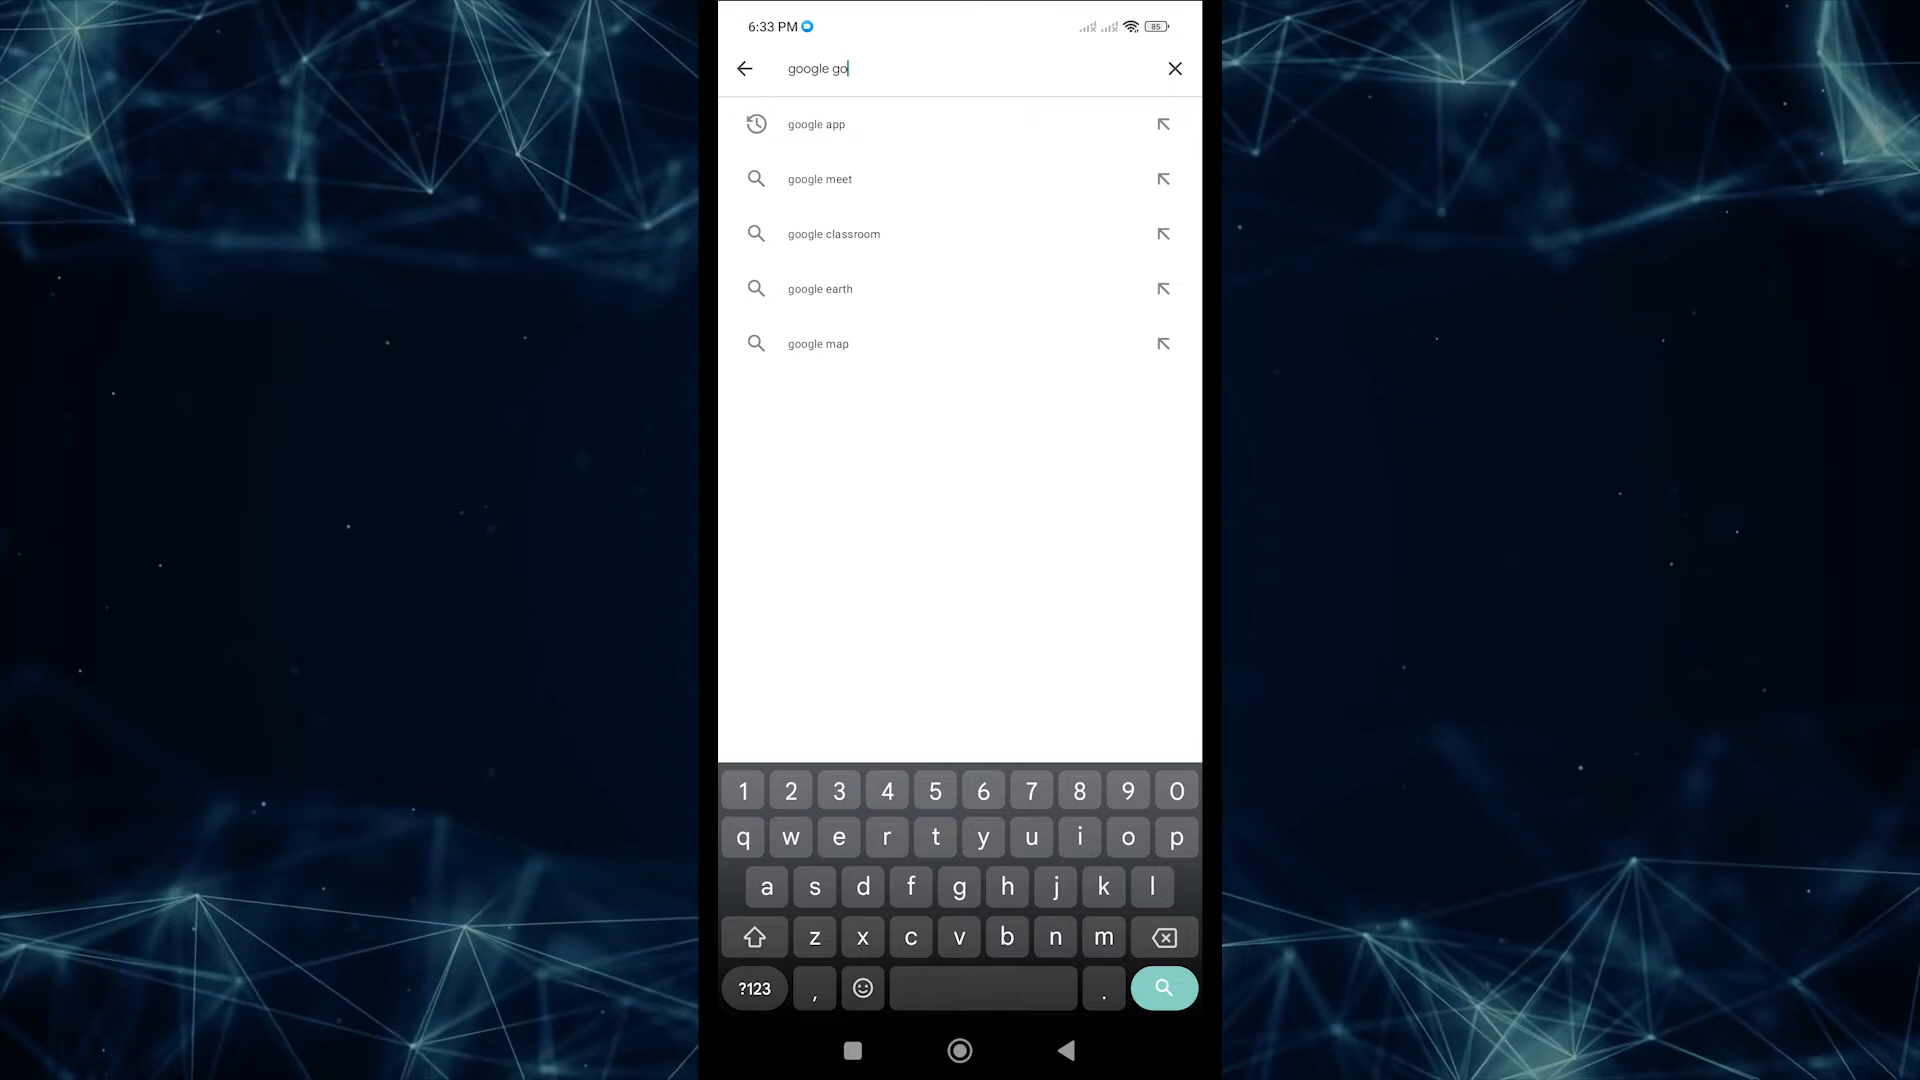 6:33 PM 85
google go
google app
google meet
google classroom
google earth
google map
1 2 3 4 5 6 7 8 9 0
q w e r t y u i o p
a s d f g h j k l
z x c v b n m
?123 , .